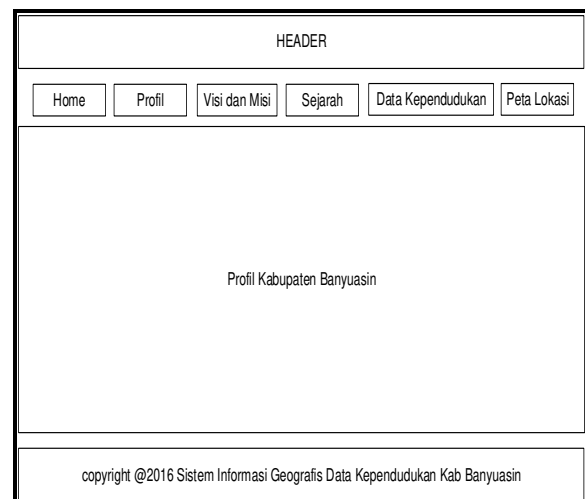 HEADER
Home Profil Visi dan Misi Sejarah Data Kependudukan Peta Lokasi
Profil Kabupaten Banyuasin
copyright @2016 Sistem Informasi Geografis Data Kependudukan Kab Banyuasin